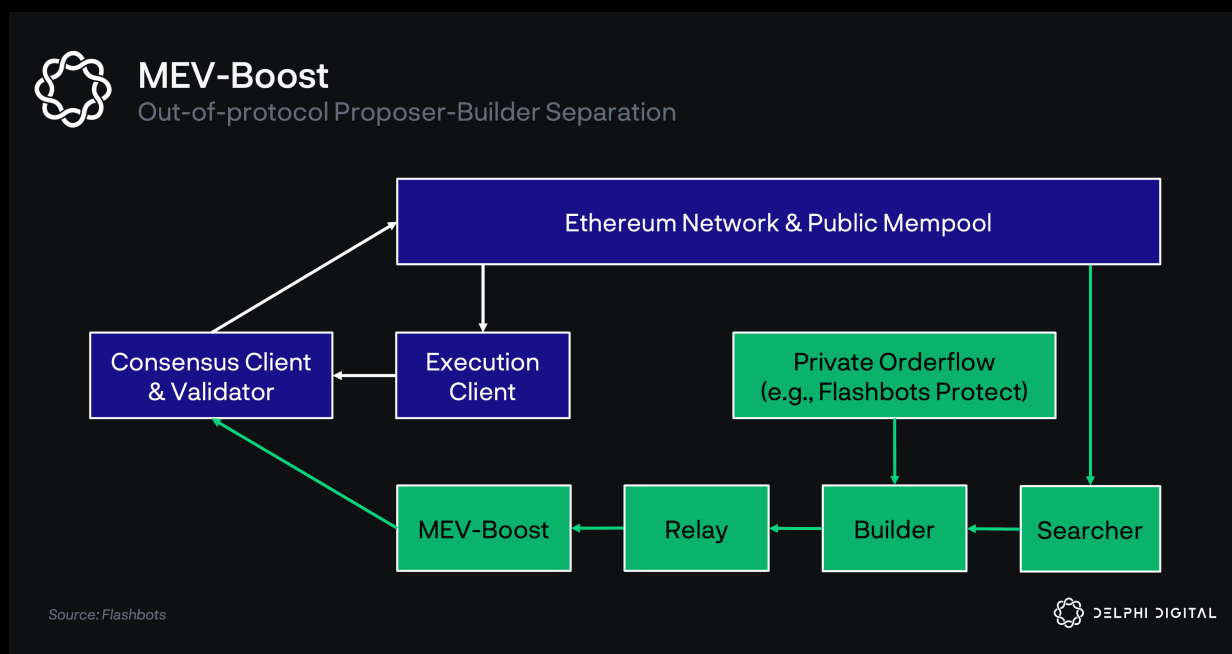 MEV-Boost
Out-of-protocol Proposer-Builder Separation
Ethereum Network & Public Mempool
Consensus Client
& Validator
Execution
Client
Private Orderflow
(e.g., Flashbots Protect)
MEV-Boost
Relay
Builder
Searcher
Source: Flashbots
DELPHI DIGITAL